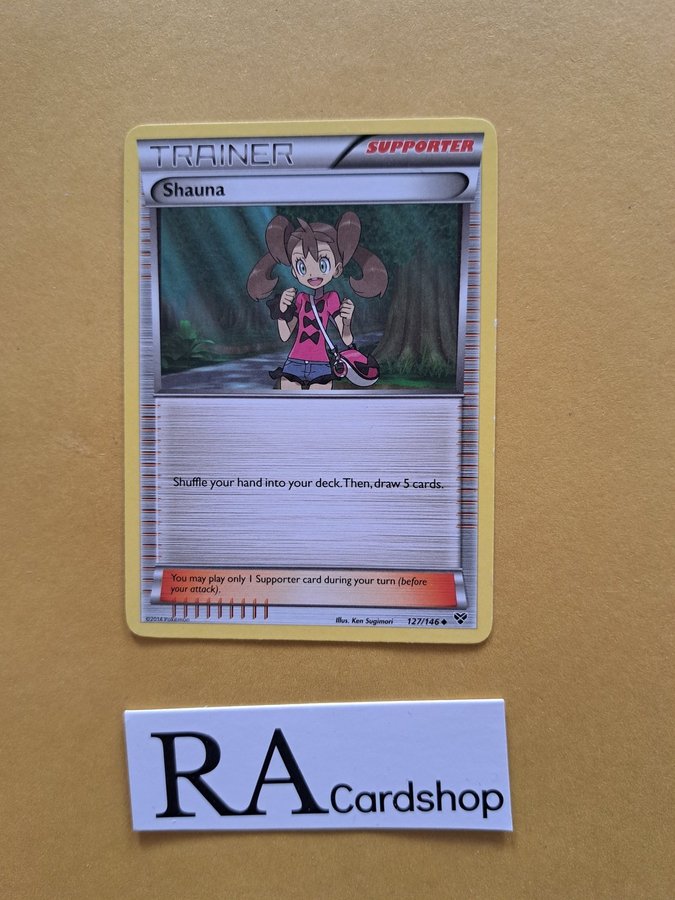 TRAINER SUPPORTER
Shauna
Shuffle your hand into your deck. Then, draw 5 cards.
You may play only 1 Supporter card during your turn (before
your attack).
©2014 Pokémon Illus. Ken Sugimori 127/146
RA Cardshop